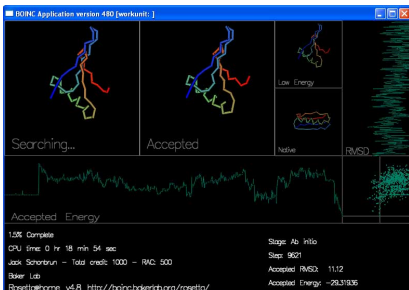 BOINC Application version 480 [workunit: ]
Searching...
Accepted
Low Energy
Native
RMSD
Accepted Energy
1.5% Complete
CPU time: 0 hr 18 min 54 sec
Jack Schonbrun - Total credit: 1000 - RAC: 500
Baker Lab
Rosetta@home v4.8 http://boinc.bakerlab.org/rosetta/
Stage: Ab initio
Step: 9621
Accepted RMSD: 11.12
Accepted Energy: -29.31936